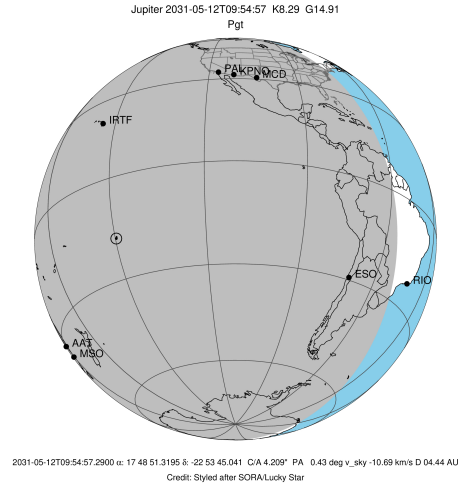 Jupiter 2031-05-12T09:54:57 K8.29 G14.91
Pgt
PAL
KPNO
MCD
IRTF
ESO
RIO
AAT
MSO
2031-05-12T09:54:57.2900 α: 17 48 51.3195 δ: -22 53 45.041 C/A 4.209" PA 0.43 deg v_sky -10.69 km/s D 04.44 AU
Credit: Styled after SORA/Lucky Star